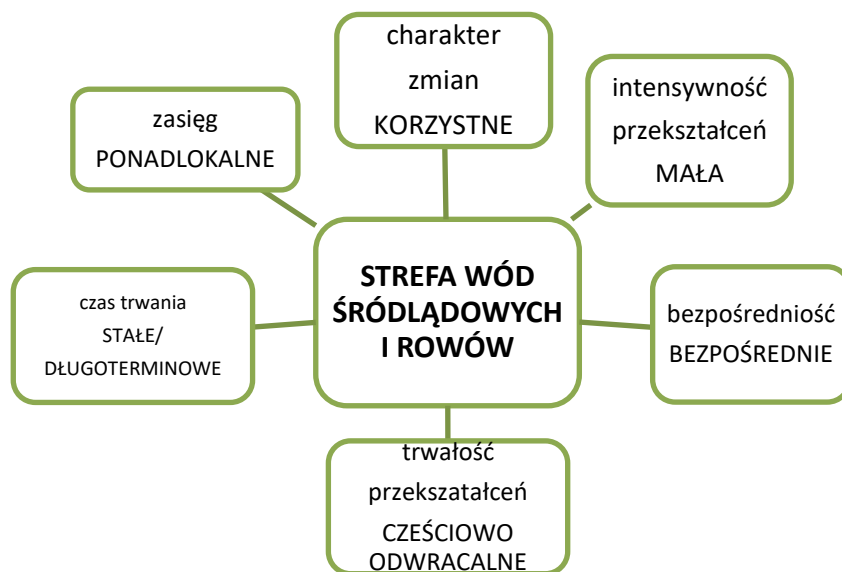 charakter
zmian
KORZYSTNE
intensywność
przekształceń
MAŁA
zasięg
PONADLOKALNE
STREFA WÓD
ŚRÓDLĄDOWYCH
I ROWÓW
bezpośredniość
BEZPOŚREDNIE
czas trwania
STAŁE/
DŁUGOTERMINOWE
trwałość
przekszatałceń
CZEŚCIOWO
ODWRACALNE